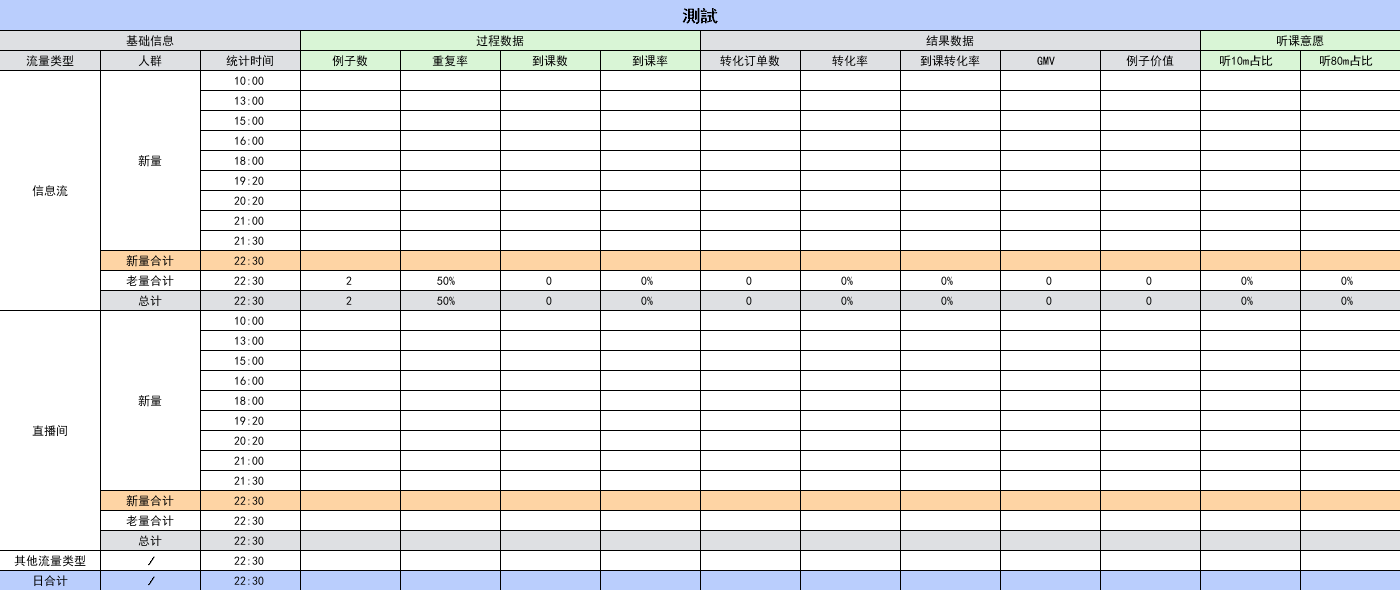 測試
基础信息 过程数据 结果数据 听课意愿
流量类型 人群 统计时间 例子数 重复率 到课数 到课率 转化订单数 转化率 到课转化率 GMV 例子价值 听10m占比 听80m占比
10:00
13:00
15:00
16:00
新量 18:00
信息流 19:20
20:20
21:00
21:30
新量合计 22:30
老量合计 22:30 2 50% 0 0% 0 0% 0% 0 0 0% 0%
总计 22:30 2 50% 0 0% 0 0% 0% 0 0 0% 0%
10:00
13:00
15:00
16:00
新量 18:00
直播间 19:20
20:20
21:00
21:30
新量合计 22:30
老量合计 22:30
总计 22:30
其他流量类型 / 22:30
日合计 / 22:30